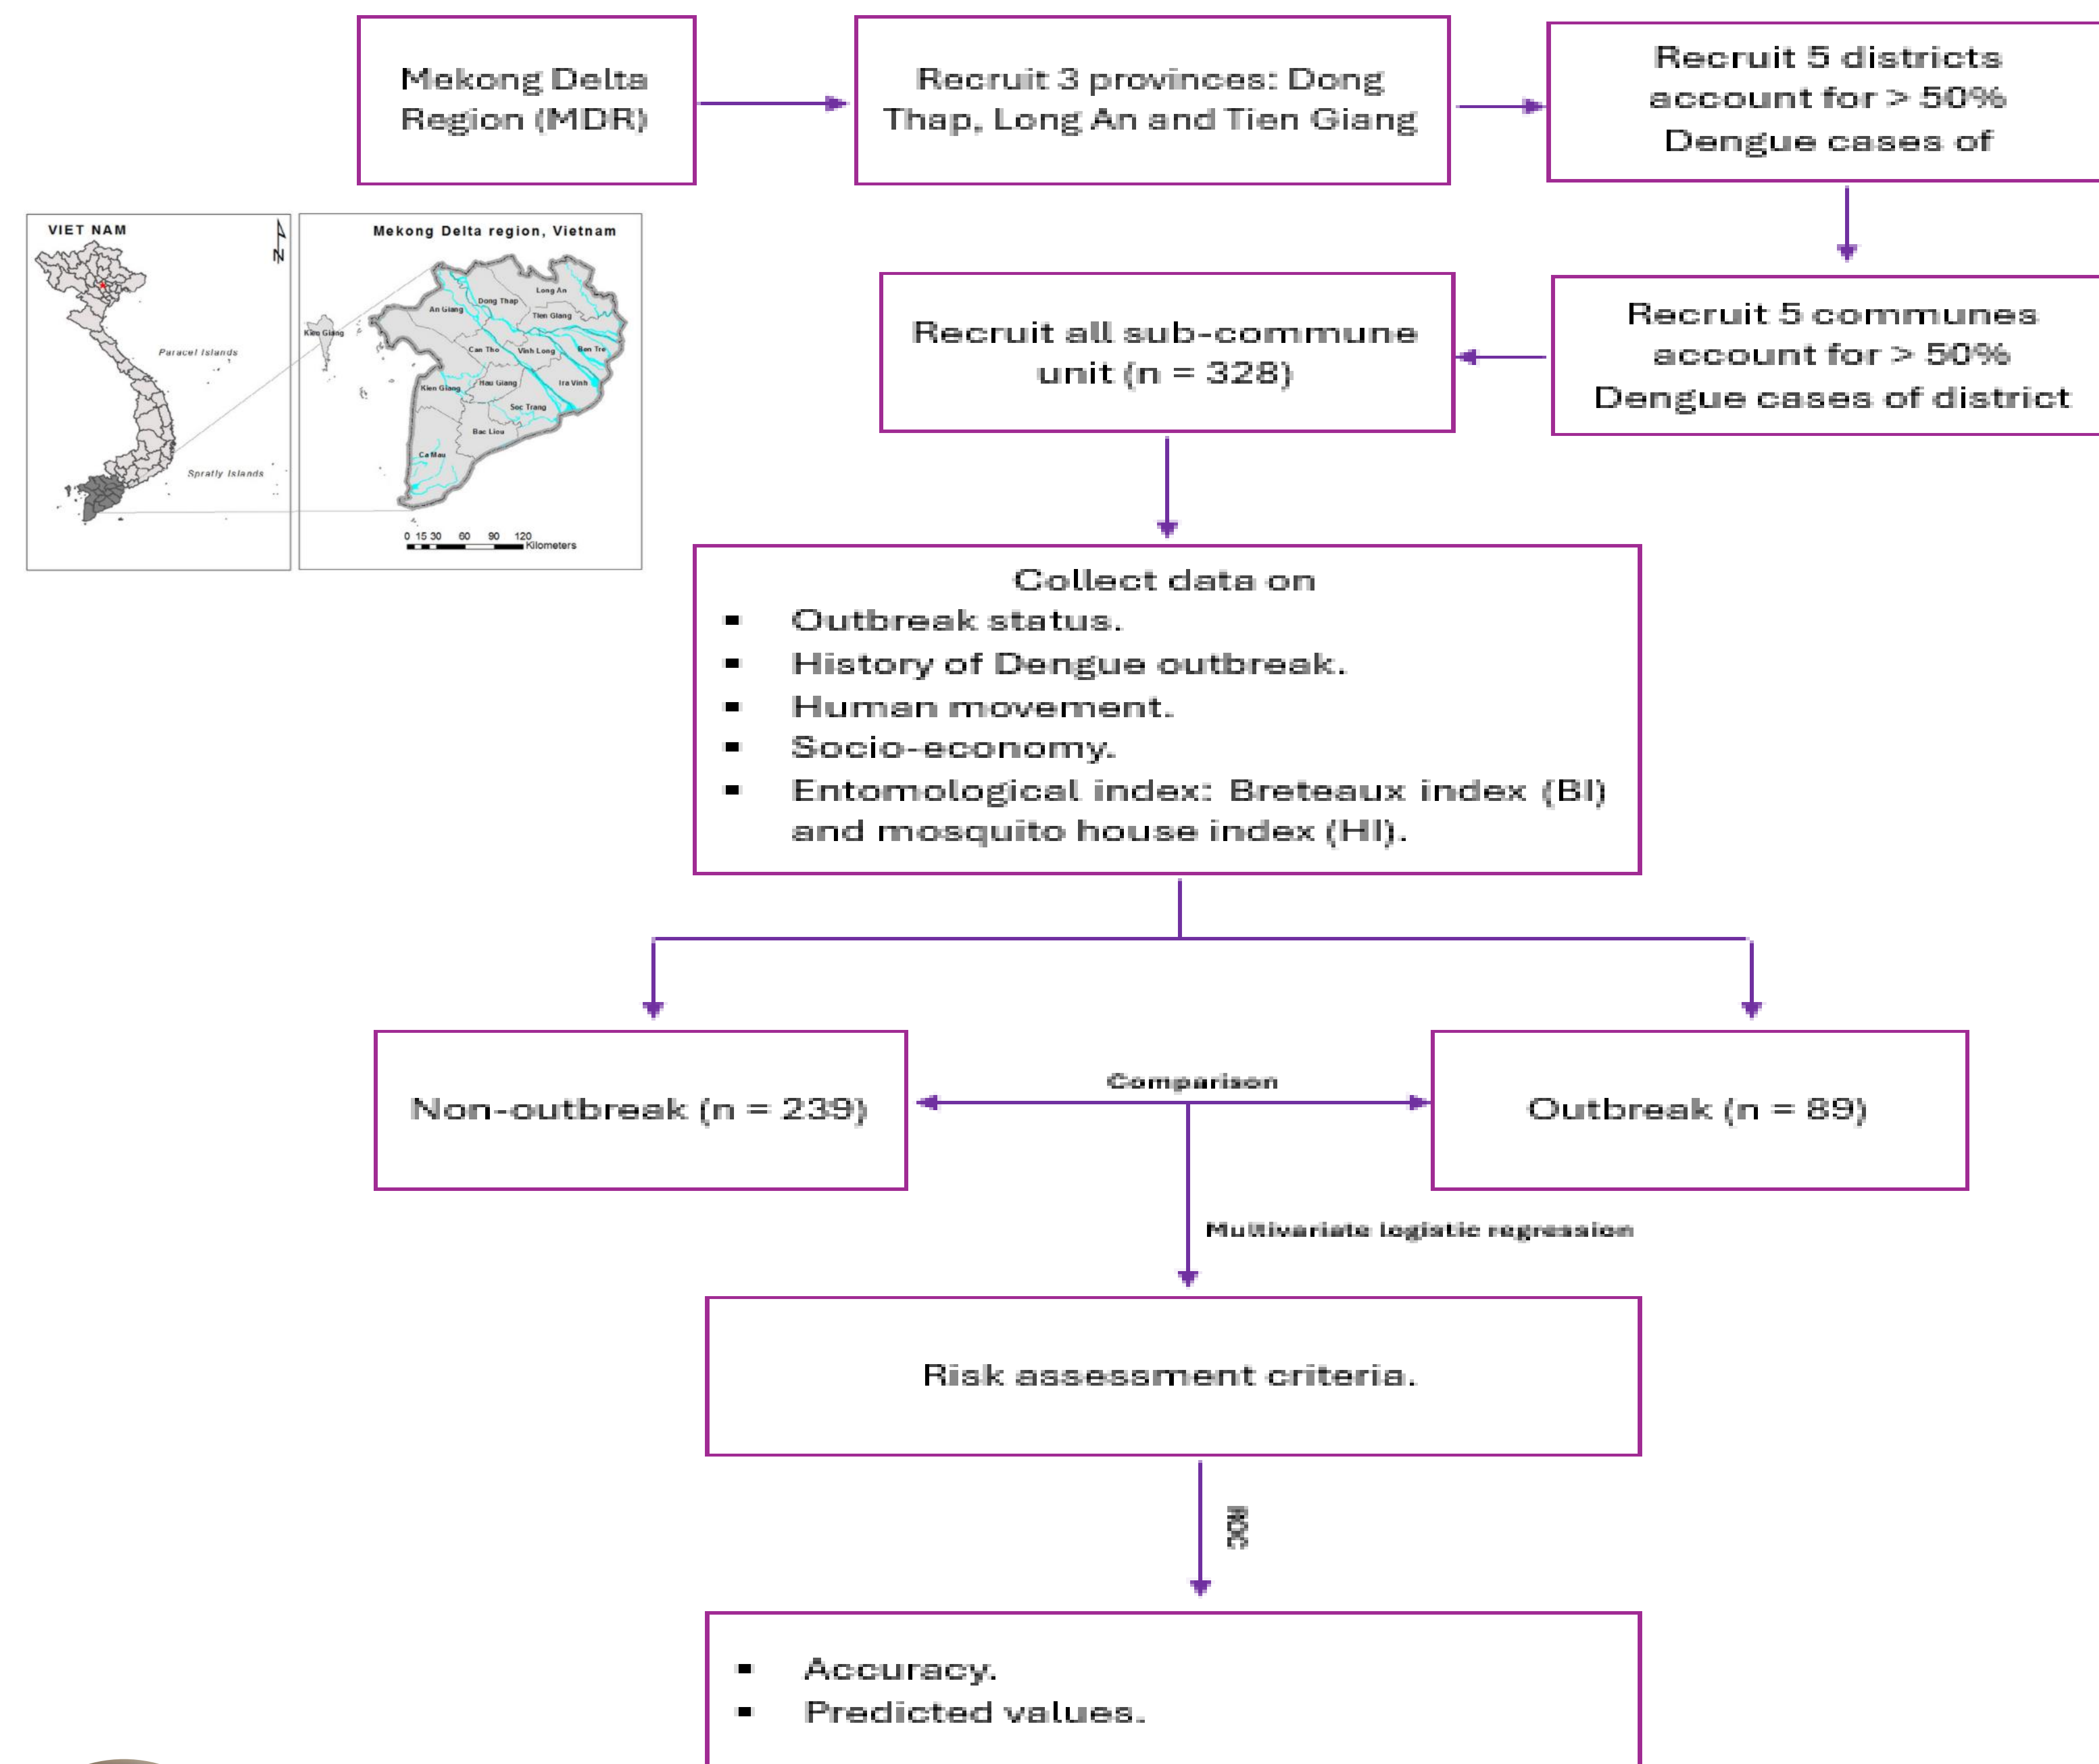 Mekong Delta
Region (MDR)
Recruit 3 provinces: Dong
Thap, Long An and Tien Giang
Recruit 5 districts
account for > 50%
Dengue cases of
VIET NAM
N
Paracel Islands
Spratly Islands
Mekong Delta region, Vietnam
Long An
Dong Thap
An Giang
Tien Giang
Kien Giang
Can Tho
Vinh Long
Ben Tre
Kien Giang
Hau Giang
Tra Vinh
Soc Trang
Bac Lieu
Ca Mau
0 15 30 60 90 120
Kilometers
Recruit all sub-commune
unit (n = 328)
Recruit 5 communes
account for > 50%
Dengue cases of district
Collect data on
▪ Outbreak status.
▪ History of Dengue outbreak.
▪ Human movement.
▪ Socio-economy.
▪ Entomological index: Breteaux index (BI)
and mosquito house index (HI).
Non-outbreak (n = 239)
Comparison
Outbreak (n = 89)
Multivariate logistic regression
Risk assessment criteria.
ROC
▪ Accuracy.
▪ Predicted values.